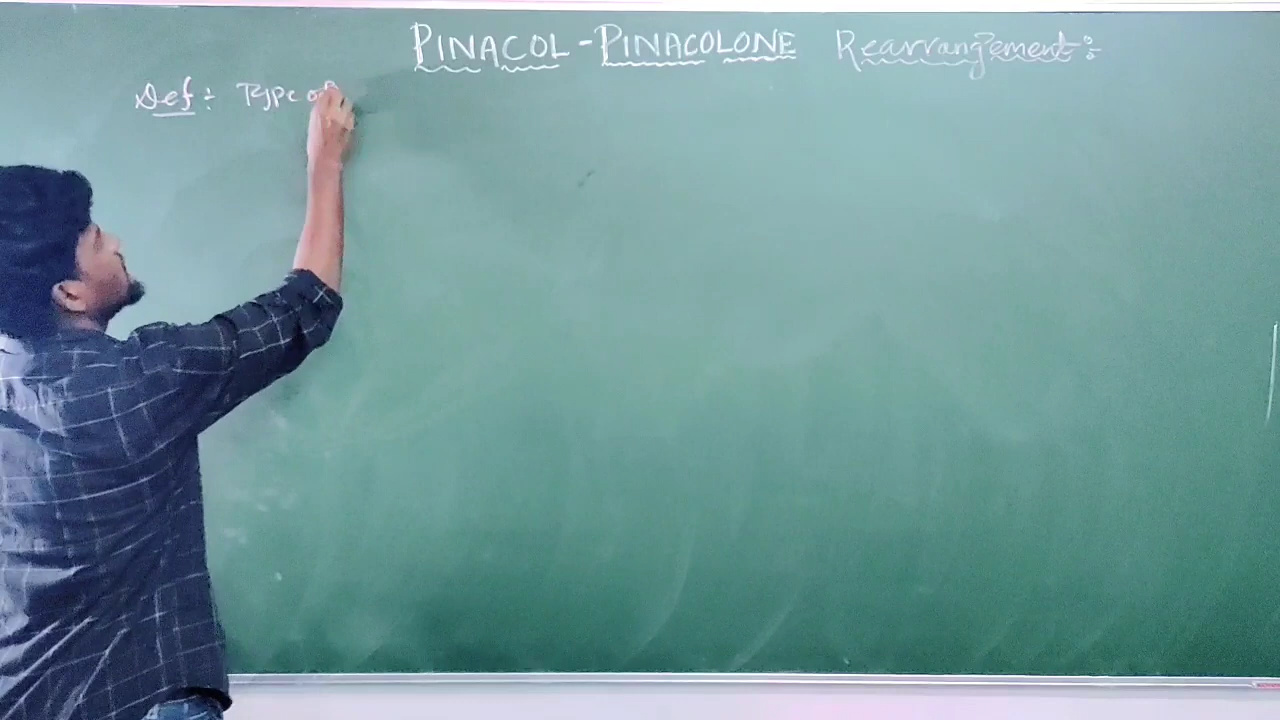 PINACOL - PINACOLONE Rearrangement :-
Def :- Type of